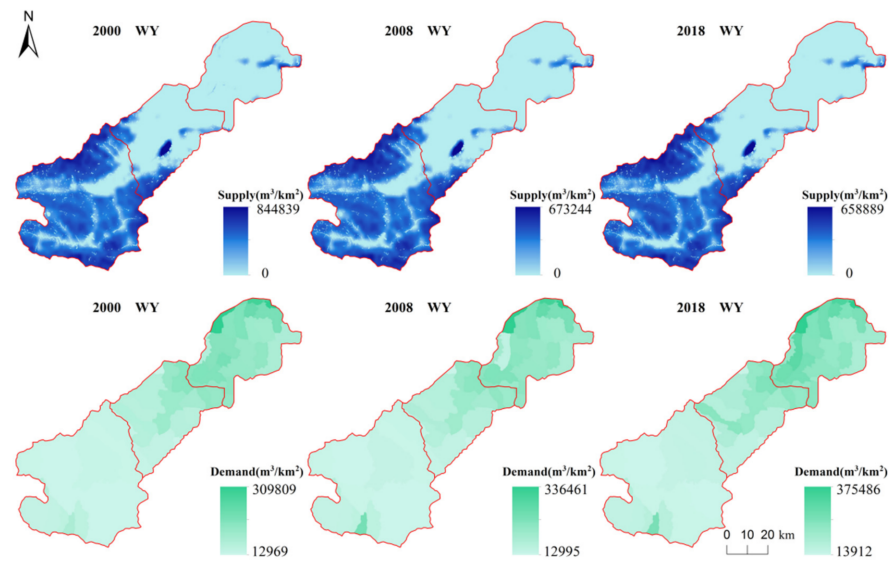 N
2000 WY
2008 WY
2018 WY
Supply(m³/km²)
844839
0
Supply(m³/km²)
673244
0
Supply(m³/km²)
658889
0
2000 WY
2008 WY
2018 WY
Demand(m³/km²)
309809
12969
Demand(m³/km²)
336461
12995
Demand(m³/km²)
375486
13912
0 10 20 km